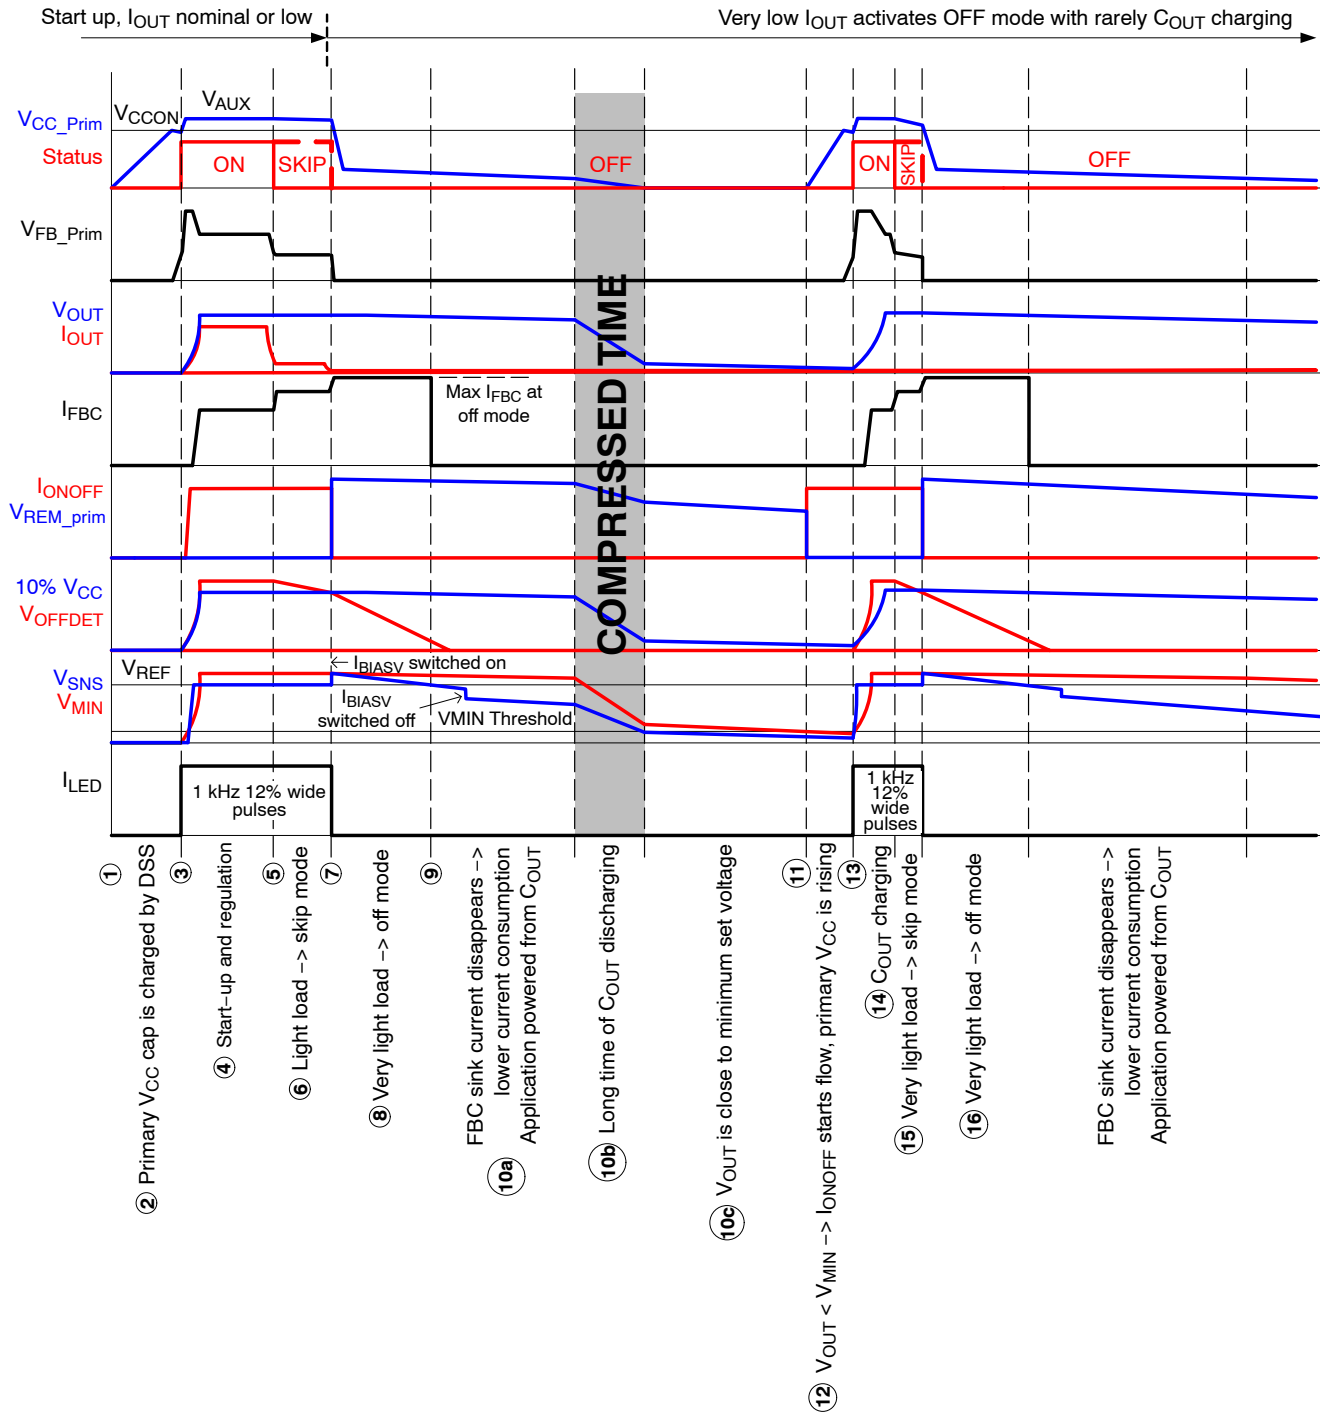 Start up, IOUT nominal or low
Very low IOUT activates OFF mode with rarely COUT charging
VCCON
VAUX
VCC_Prim
Status
ON
SKIP
OFF
ON
SKIP
OFF
VFB_Prim
VOUT
IOUT
IFBC
Max IFBC at
off mode
COMPRESSED TIME
IONOFF
VREM_prim
10% VCC
VOFFDET
VREF
IBIASV switched on
VSNS
VMIN
IBIASV
switched off
VMIN Threshold
ILED
1 kHz 12% wide
pulses
1 kHz
12%
wide
pulses
1
3
5
7
9
11
13
2 Primary VCC cap is charged by DSS
4 Start−up and regulation
6 Light load −> skip mode
8 Very light load −> off mode
10a
FBC sink current disappears −>
lower current consumption
Application powered from COUT
10b Long time of COUT discharging
10c VOUT is close to minimum set voltage
12 VOUT < VMIN −> IONOFF starts flow, primary VCC is rising
14 COUT charging
15 Very light load −> skip mode
16 Very light load −> off mode
FBC sink current disappears −>
lower current consumption
Application powered from COUT